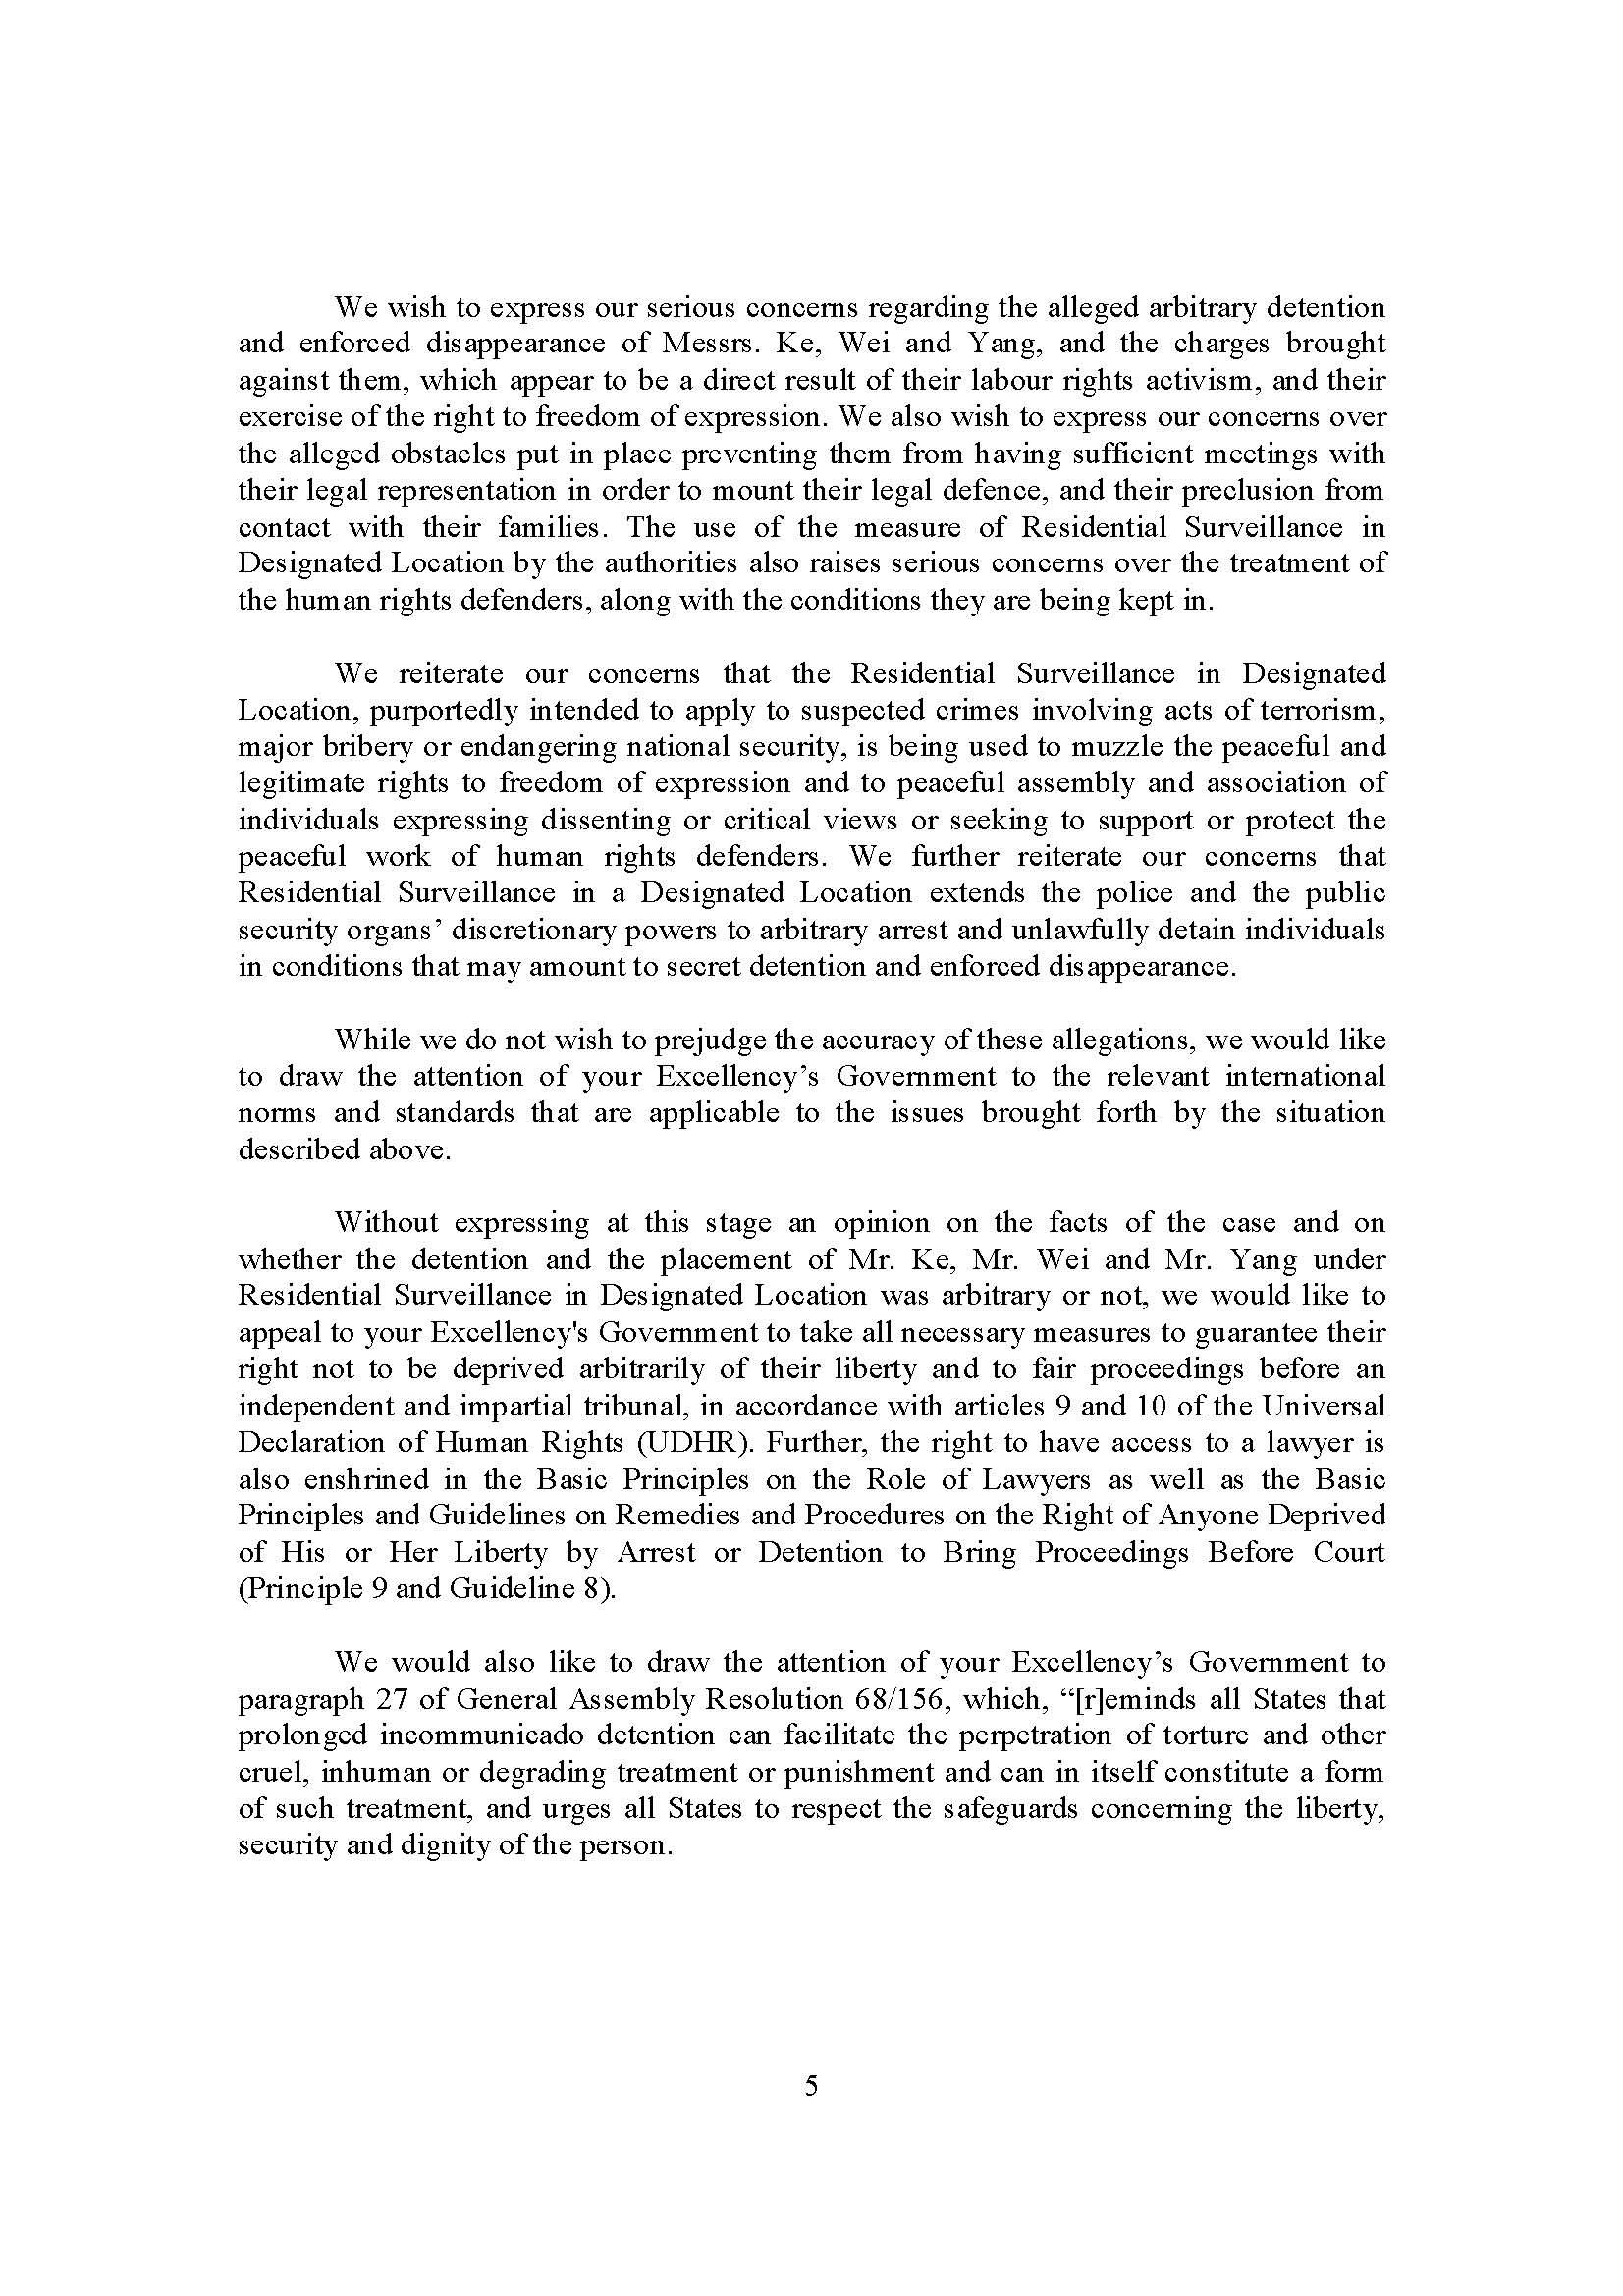 We wish to express our serious concerns regarding the alleged arbitrary detention
and enforced disappearance of Messrs. Ke, Wei and Yang, and the charges brought
against them, which appear to be a direct result of their labour rights activism, and their
exercise of the right to freedom of expression. We also wish to express our concerns over
the alleged obstacles put in place preventing them from having sufficient meetings with
their legal representation in order to mount their legal defence, and their preclusion from
contact with their families. The use of the measure of Residential Surveillance in
Designated Location by the authorities also raises serious concerns over the treatment of
the human rights defenders, along with the conditions they are being kept in.
We reiterate our concerns that the Residential Surveillance in Designated
Location, purportedly intended to apply to suspected crimes involving acts of terrorism,
major bribery or endangering national security, is being used to muzzle the peaceful and
legitimate rights to freedom of expression and to peaceful assembly and association of
individuals expressing dissenting or critical views or seeking to support or protect the
peaceful work of human rights defenders. We further reiterate our concerns that
Residential Surveillance in a Designated Location extends the police and the public
security organs’ discretionary powers to arbitrary arrest and unlawfully detain individuals
in conditions that may amount to secret detention and enforced disappearance.
While we do not wish to prejudge the accuracy of these allegations, we would like
to draw the attention of your Excellency’s Government to the relevant international
norms and standards that are applicable to the issues brought forth by the situation
described above.
Without expressing at this stage an opinion on the facts of the case and on
whether the detention and the placement of Mr. Ke, Mr. Wei and Mr. Yang under
Residential Surveillance in Designated Location was arbitrary or not, we would like to
appeal to your Excellency's Government to take all necessary measures to guarantee their
right not to be deprived arbitrarily of their liberty and to fair proceedings before an
independent and impartial tribunal, in accordance with articles 9 and 10 of the Universal
Declaration of Human Rights (UDHR). Further, the right to have access to a lawyer is
also enshrined in the Basic Principles on the Role of Lawyers as well as the Basic
Principles and Guidelines on Remedies and Procedures on the Right of Anyone Deprived
of His or Her Liberty by Arrest or Detention to Bring Proceedings Before Court
(Principle 9 and Guideline 8).
We would also like to draw the attention of your Excellency’s Government to
paragraph 27 of General Assembly Resolution 68/156, which, “[r]eminds all States that
prolonged incommunicado detention can facilitate the perpetration of torture and other
cruel, inhuman or degrading treatment or punishment and can in itself constitute a form
of such treatment, and urges all States to respect the safeguards concerning the liberty,
security and dignity of the person.
5